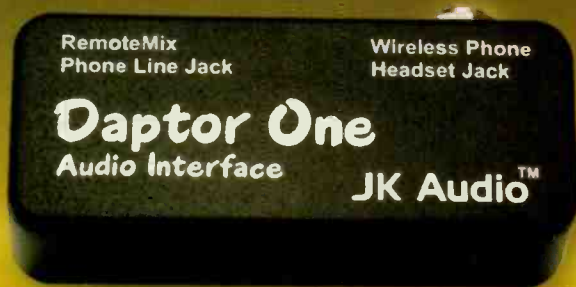 RemoteMix
Phone Line Jack
Wireless Phone
Headset Jack
Daptor One
Audio Interface
JK Audio™